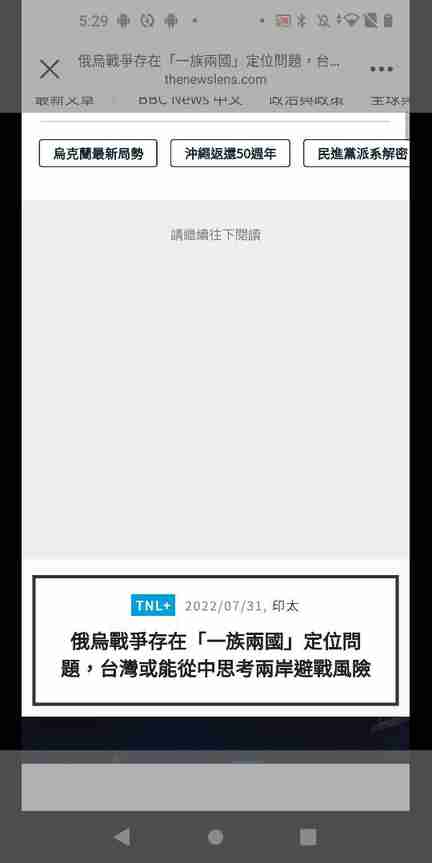 5:29
俄烏戰爭存在「一族兩國」定位問題，台...
thenewslens.com
最新文章 BBC News 中文 政治與政策 全球
烏克蘭最新局勢 沖繩返還50週年 民進黨派系解密
請繼續往下閱讀
TNL+ 2022/07/31, 印太
俄烏戰爭存在「一族兩國」定位問
題，台灣或能從中思考兩岸避戰風險